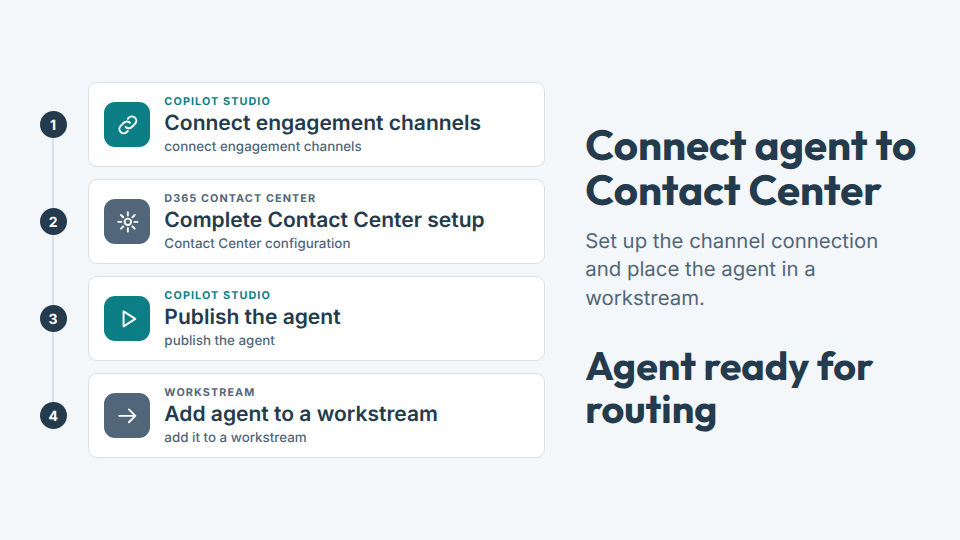 1
COPILOT STUDIO
Connect engagement channels
connect engagement channels
2
D365 CONTACT CENTER
Complete Contact Center setup
Contact Center configuration
3
COPILOT STUDIO
Publish the agent
publish the agent
4
WORKSTREAM
Add agent to a workstream
add it to a workstream
Connect agent to
Contact Center
Set up the channel connection
and place the agent in a
workstream.
Agent ready for
routing